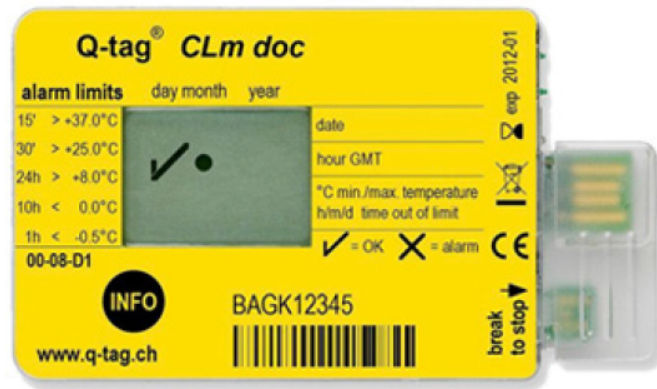 Q-tag® CLm doc
alarm limits day month year
15' > +37.0°C
30' > +25.0°C
24h > +8.0°C
10h < 0.0°C
1h < -0.5°C
00-08-D1
date
hour GMT
°C min./max. temperature
h/m/d time out of limit
✓ = OK ✗ = alarm
exp 2012-01
CE
break
to stop
INFO
BAGK12345
www.q-tag.ch